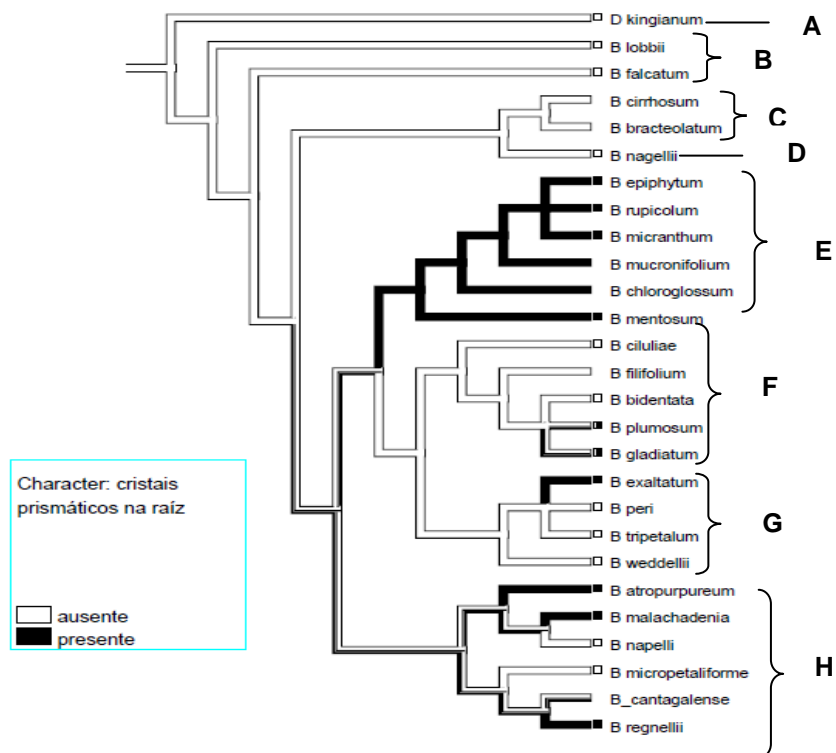 D kingianum
A
B lobbii
B
B falcatum
B cirrhosum
C
B bracteolatum
B nagellii
D
B epiphytum
B rupicolum
B micranthum
E
B mucronifolium
B chloroglossum
B mentosum
B ciluliae
B filifolium
F
B bidentata
B plumosum
B gladiatum
B exaltatum
B peri
G
B tripetalum
B weddellii
B atropurpureum
B malachadenia
B napelli
H
B micropetaliforme
B_cantagalense
B regnellii
Character: cristais
prismáticos na raíz
ausente
presente